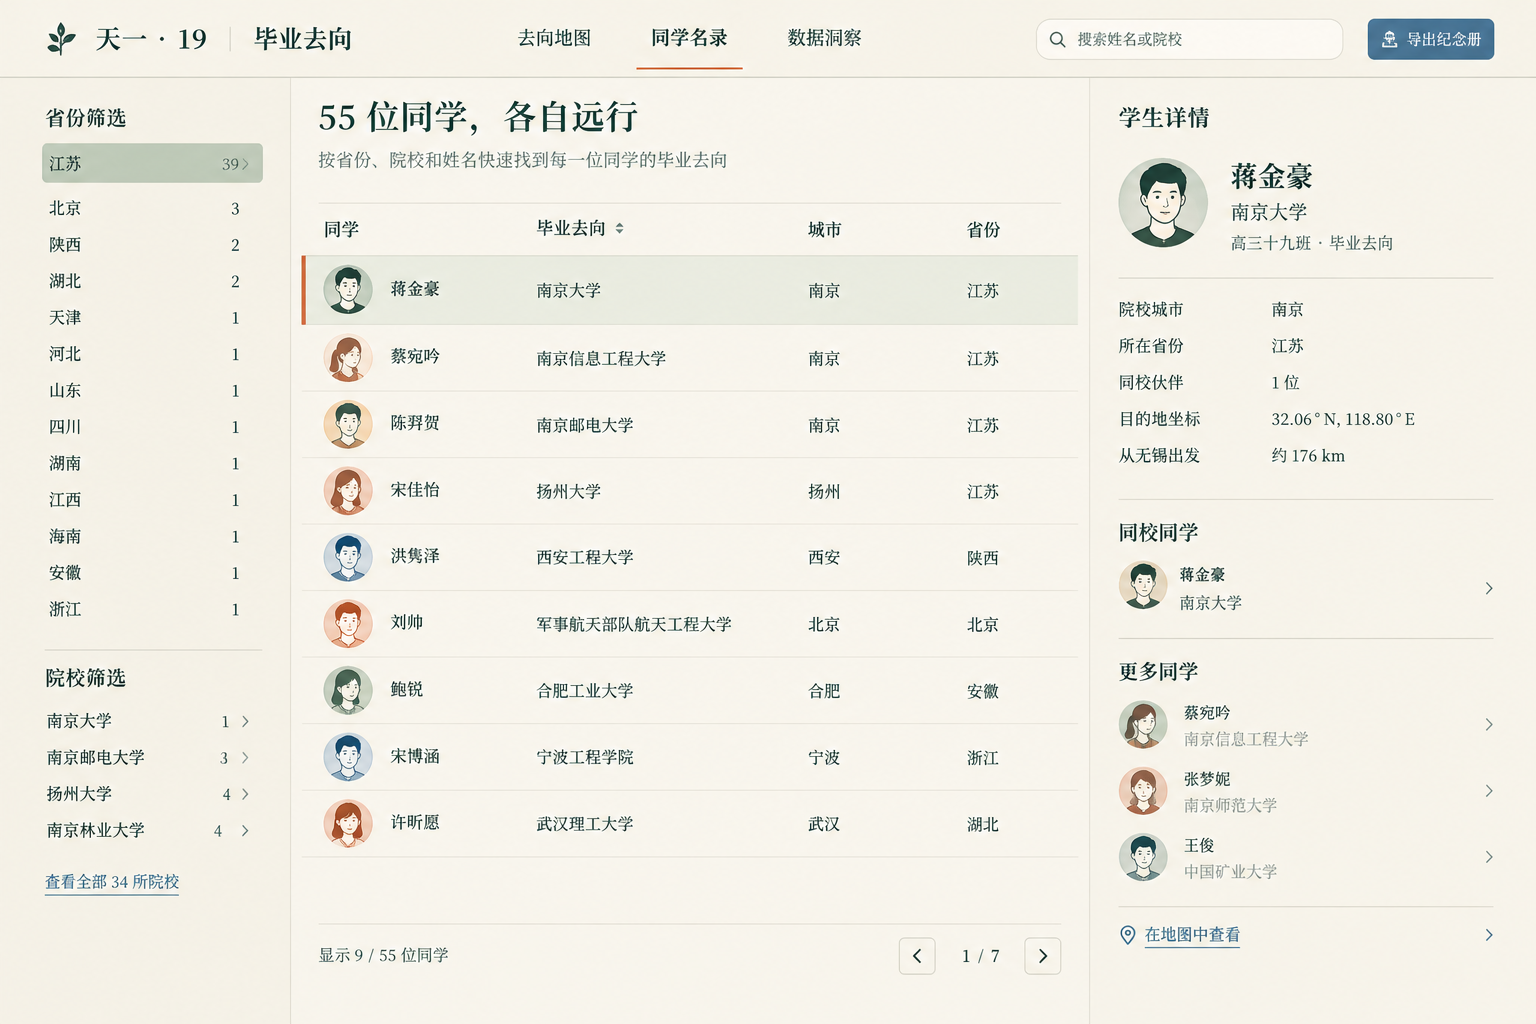 天一 · 19
毕业去向
去向地图
同学名录
数据洞察
搜索姓名或院校
导出纪念册
省份筛选
江苏 39
北京 3
陕西 2
湖北 2
天津 1
河北 1
山东 1
四川 1
湖南 1
江西 1
海南 1
安徽 1
浙江 1
院校筛选
南京大学 1
南京邮电大学 3
扬州大学 4
南京林业大学 4
查看全部 34 所院校
55 位同学，各自远行
按省份、院校和姓名快速找到每一位同学的毕业去向
同学 毕业去向 城市 省份
蒋金豪 南京大学 南京 江苏
蔡宛吟 南京信息工程大学 南京 江苏
陈羿贺 南京邮电大学 南京 江苏
宋佳怡 扬州大学 扬州 江苏
洪隽泽 西安工程大学 西安 陕西
刘帅 军事航天部队航天工程大学 北京 北京
鲍锐 合肥工业大学 合肥 安徽
宋博涵 宁波工程学院 宁波 浙江
许昕愿 武汉理工大学 武汉 湖北
显示 9 / 55 位同学
1 / 7
学生详情
蒋金豪
南京大学
高三十九班 · 毕业去向
院校城市 南京
所在省份 江苏
同校伙伴 1 位
目的地坐标 32.06° N, 118.80° E
从无锡出发 约 176 km
同校同学
蒋金豪
南京大学
更多同学
蔡宛吟
南京信息工程大学
张梦妮
南京师范大学
王俊
中国矿业大学
在地图中查看